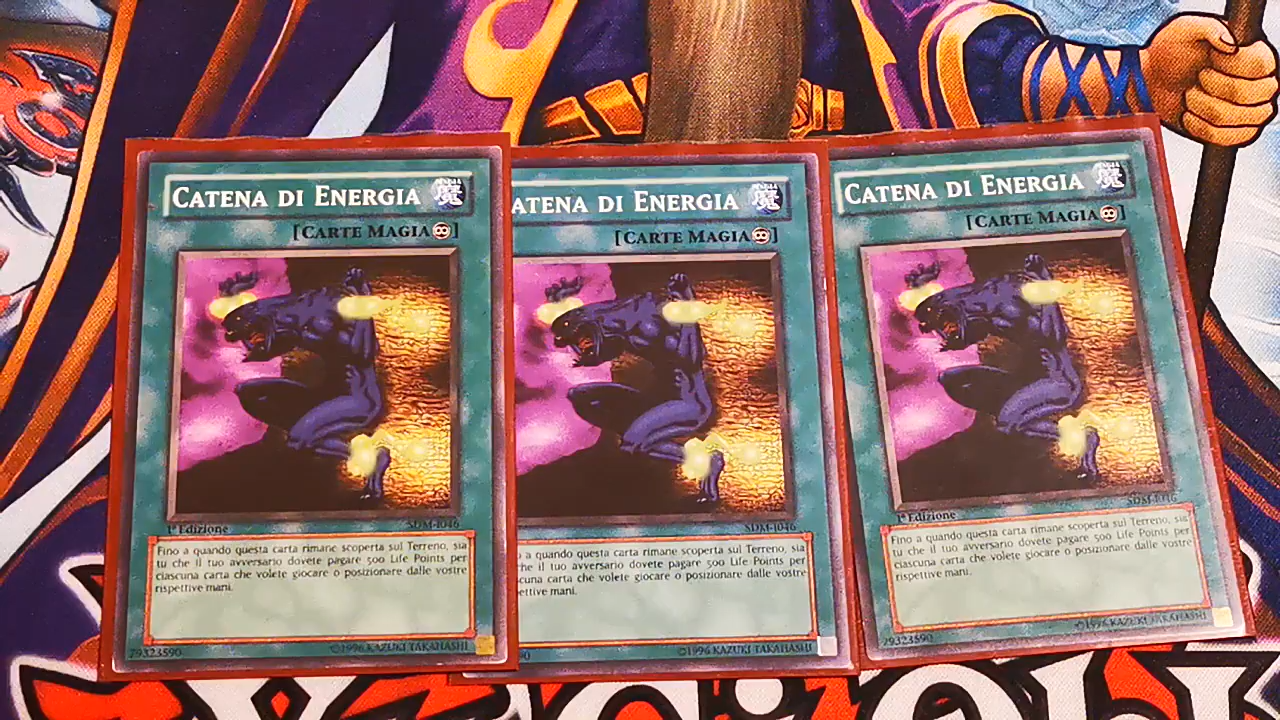 CATENA DI ENERGIA
[CARTE MAGIA]
1ª Edizione
SDM-I046
Fino a quando questa carta rimane scoperta sul Terreno, sia
tu che il tuo avversario dovete pagare 500 Life Points per
ciascuna carta che volete giocare o posizionare dalle vostre
rispettive mani.
79323590
©1996 KAZUKI TAKAHASHI
ATENA DI ENERGIA
[CARTE MAGIA]
SDM-I046
a quando questa carta rimane scoperta sul Terreno, sia
e il tuo avversario dovete pagare 500 Life Points per
cuna carta che volete giocare o posizionare dalle vostre
ettive mani.
90
©1996 KAZUKI TAKAHASHI
CATENA DI ENERGIA
[CARTE MAGIA]
SDM-I046
1ª Edizione
Fino a quando questa carta rimane scoperta sul Terreno, sia
tu che il tuo avversario dovete pagare 500 Life Points per
ciascuna carta che volete giocare o posizionare dalle vostre
rispettive mani.
79323590
©1996 KAZUKI TAKAHASHI